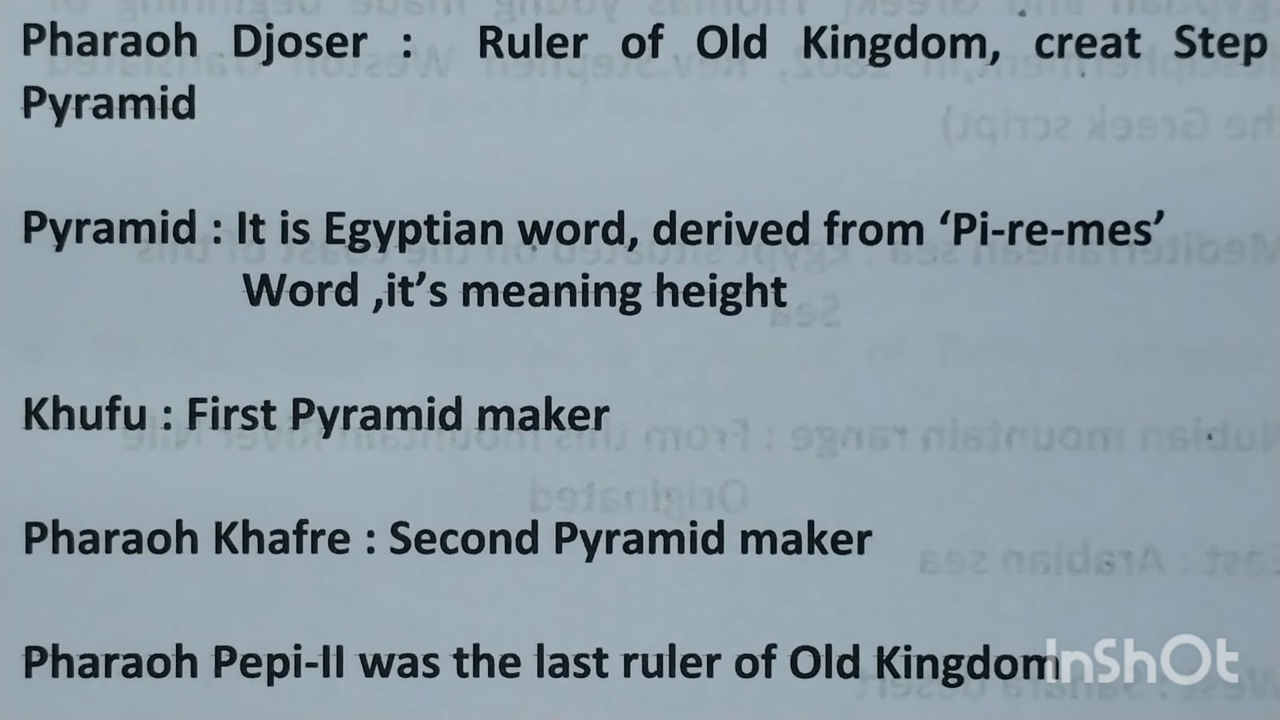 Pharaoh Djoser : Ruler of Old Kingdom, creat Step
Pyramid
Pyramid : It is Egyptian word, derived from ‘Pi-re-mes’
Word ,it’s meaning height
Khufu : First Pyramid maker
Pharaoh Khafre : Second Pyramid maker
Pharaoh Pepi-II was the last ruler of Old Kingdom
InShOt